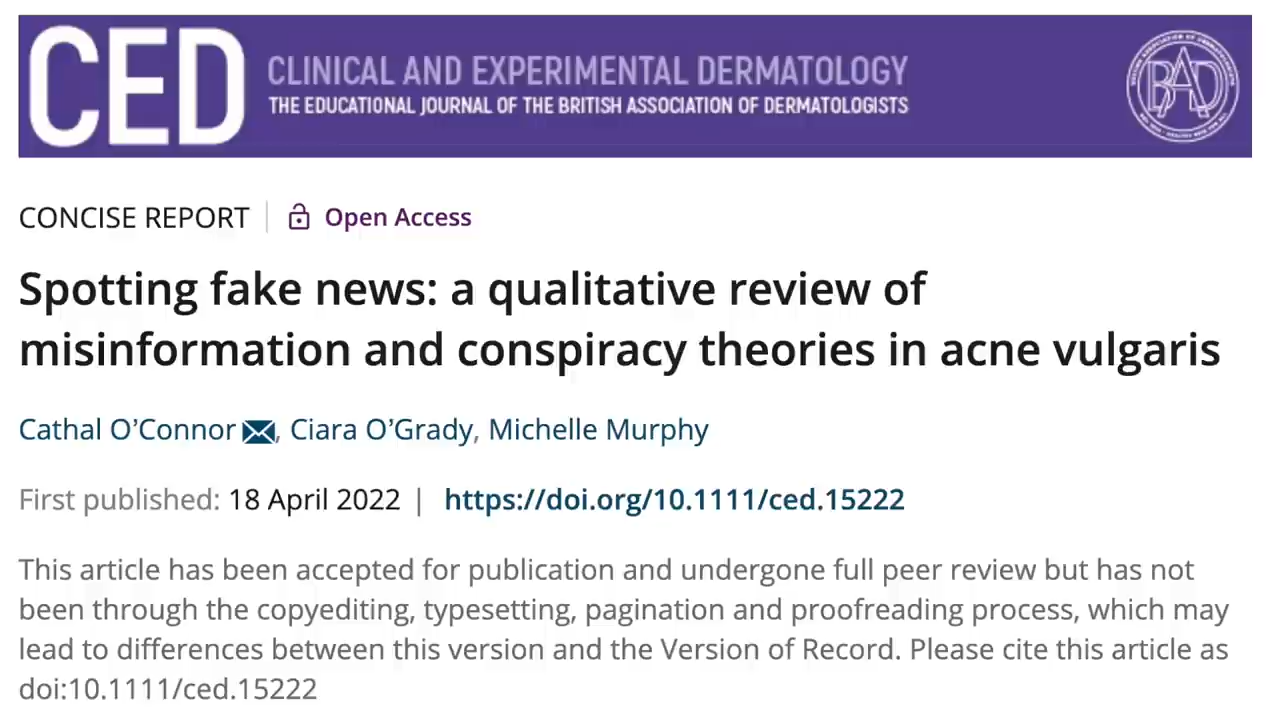 CED
CLINICAL AND EXPERIMENTAL DERMATOLOGY
THE EDUCATIONAL JOURNAL OF THE BRITISH ASSOCIATION OF DERMATOLOGISTS
BAD
CONCISE REPORT | Open Access
Spotting fake news: a qualitative review of
misinformation and conspiracy theories in acne vulgaris
Cathal O’Connor, Ciara O’Grady, Michelle Murphy
First published: 18 April 2022 | https://doi.org/10.1111/ced.15222
This article has been accepted for publication and undergone full peer review but has not
been through the copyediting, typesetting, pagination and proofreading process, which may
lead to differences between this version and the Version of Record. Please cite this article as
doi:10.1111/ced.15222